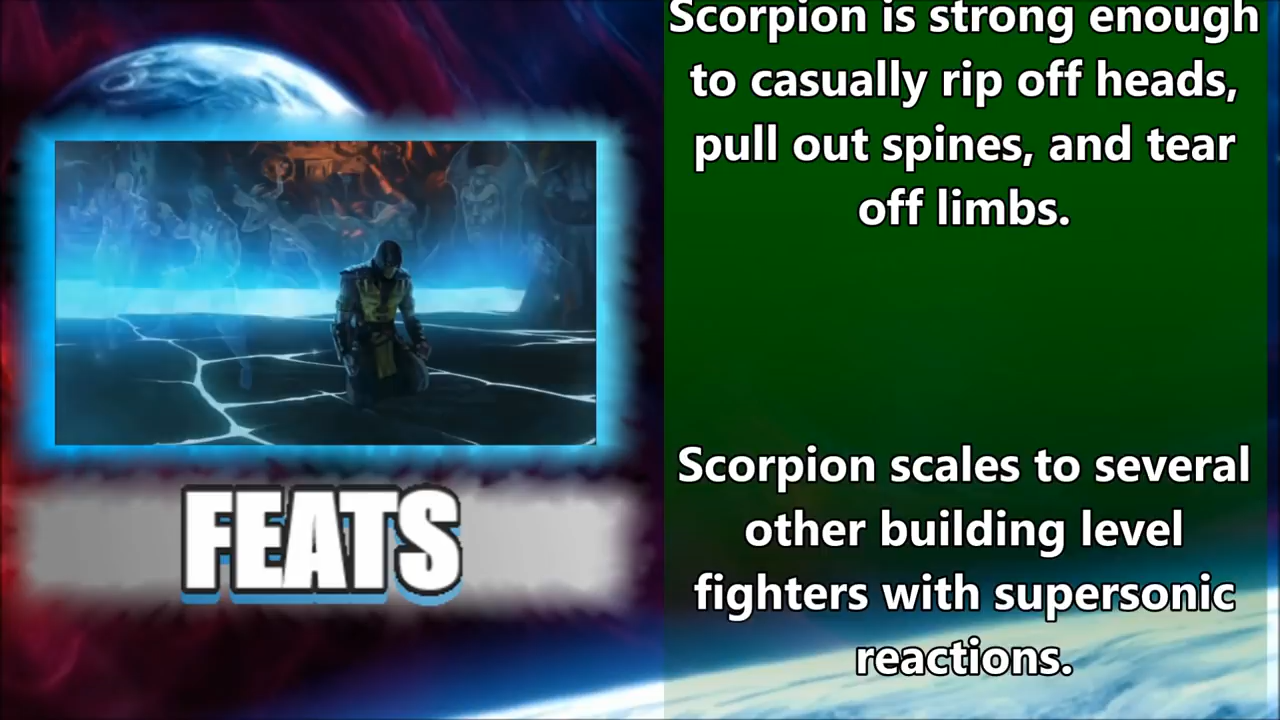 Scorpion is strong enough
to casually rip off heads,
pull out spines, and tear
off limbs.
Scorpion scales to several
other building level
fighters with supersonic
reactions.
FEATS